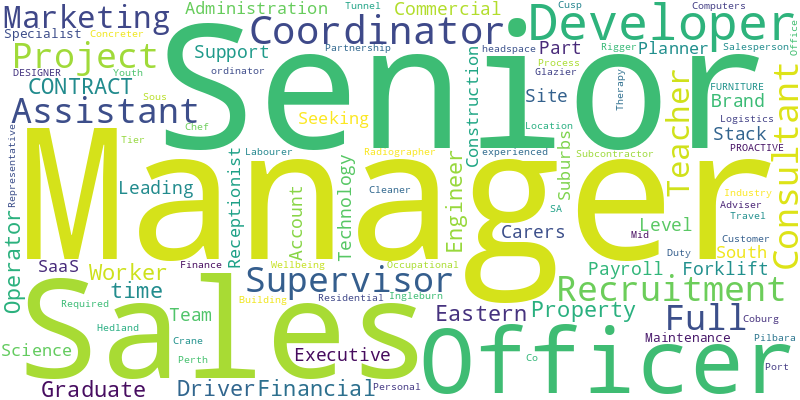 Marketing
Administration
Tunnel
Commercial
Cusp
Computers
Specialist
Concreter
Coordinator
Developer
Office
Project
Support
Partnership
headspace
Part
Rigger
Planner
Salesperson
DESIGNER
Youth
ordinator
Senior
Process
Glazier
CONTRACT
Sous
Construction
Site
Therapy
FURNITURE
Brand
Assistant
Seeking
Teacher
Consultant
Logistics
Chef
Location
Stack
Representative
Tier
Manager
Labourer
Radiographer
experienced
Subcontractor
PROACTIVE
Receptionist
Technology
Engineer
Suburbs
Leading
Account
Cleaner
Industry
Adviser
SA
Travel
Operator
Carers
Level
Mid
Customer
SaaS
Worker
Finance
Wellbeing
Occupational
Payroll
Forklift
Duty
South
Sales
time
Supervisor
Recruitment
Required
Building
Residential
Ingleburn
Team
Eastern
Property
Full
Coburg
Hedland
Science
Crane
Perth
Executive
Officer
Co
Maintenance
Pilbara
Port
Graduate
Driver
Financial
Personal